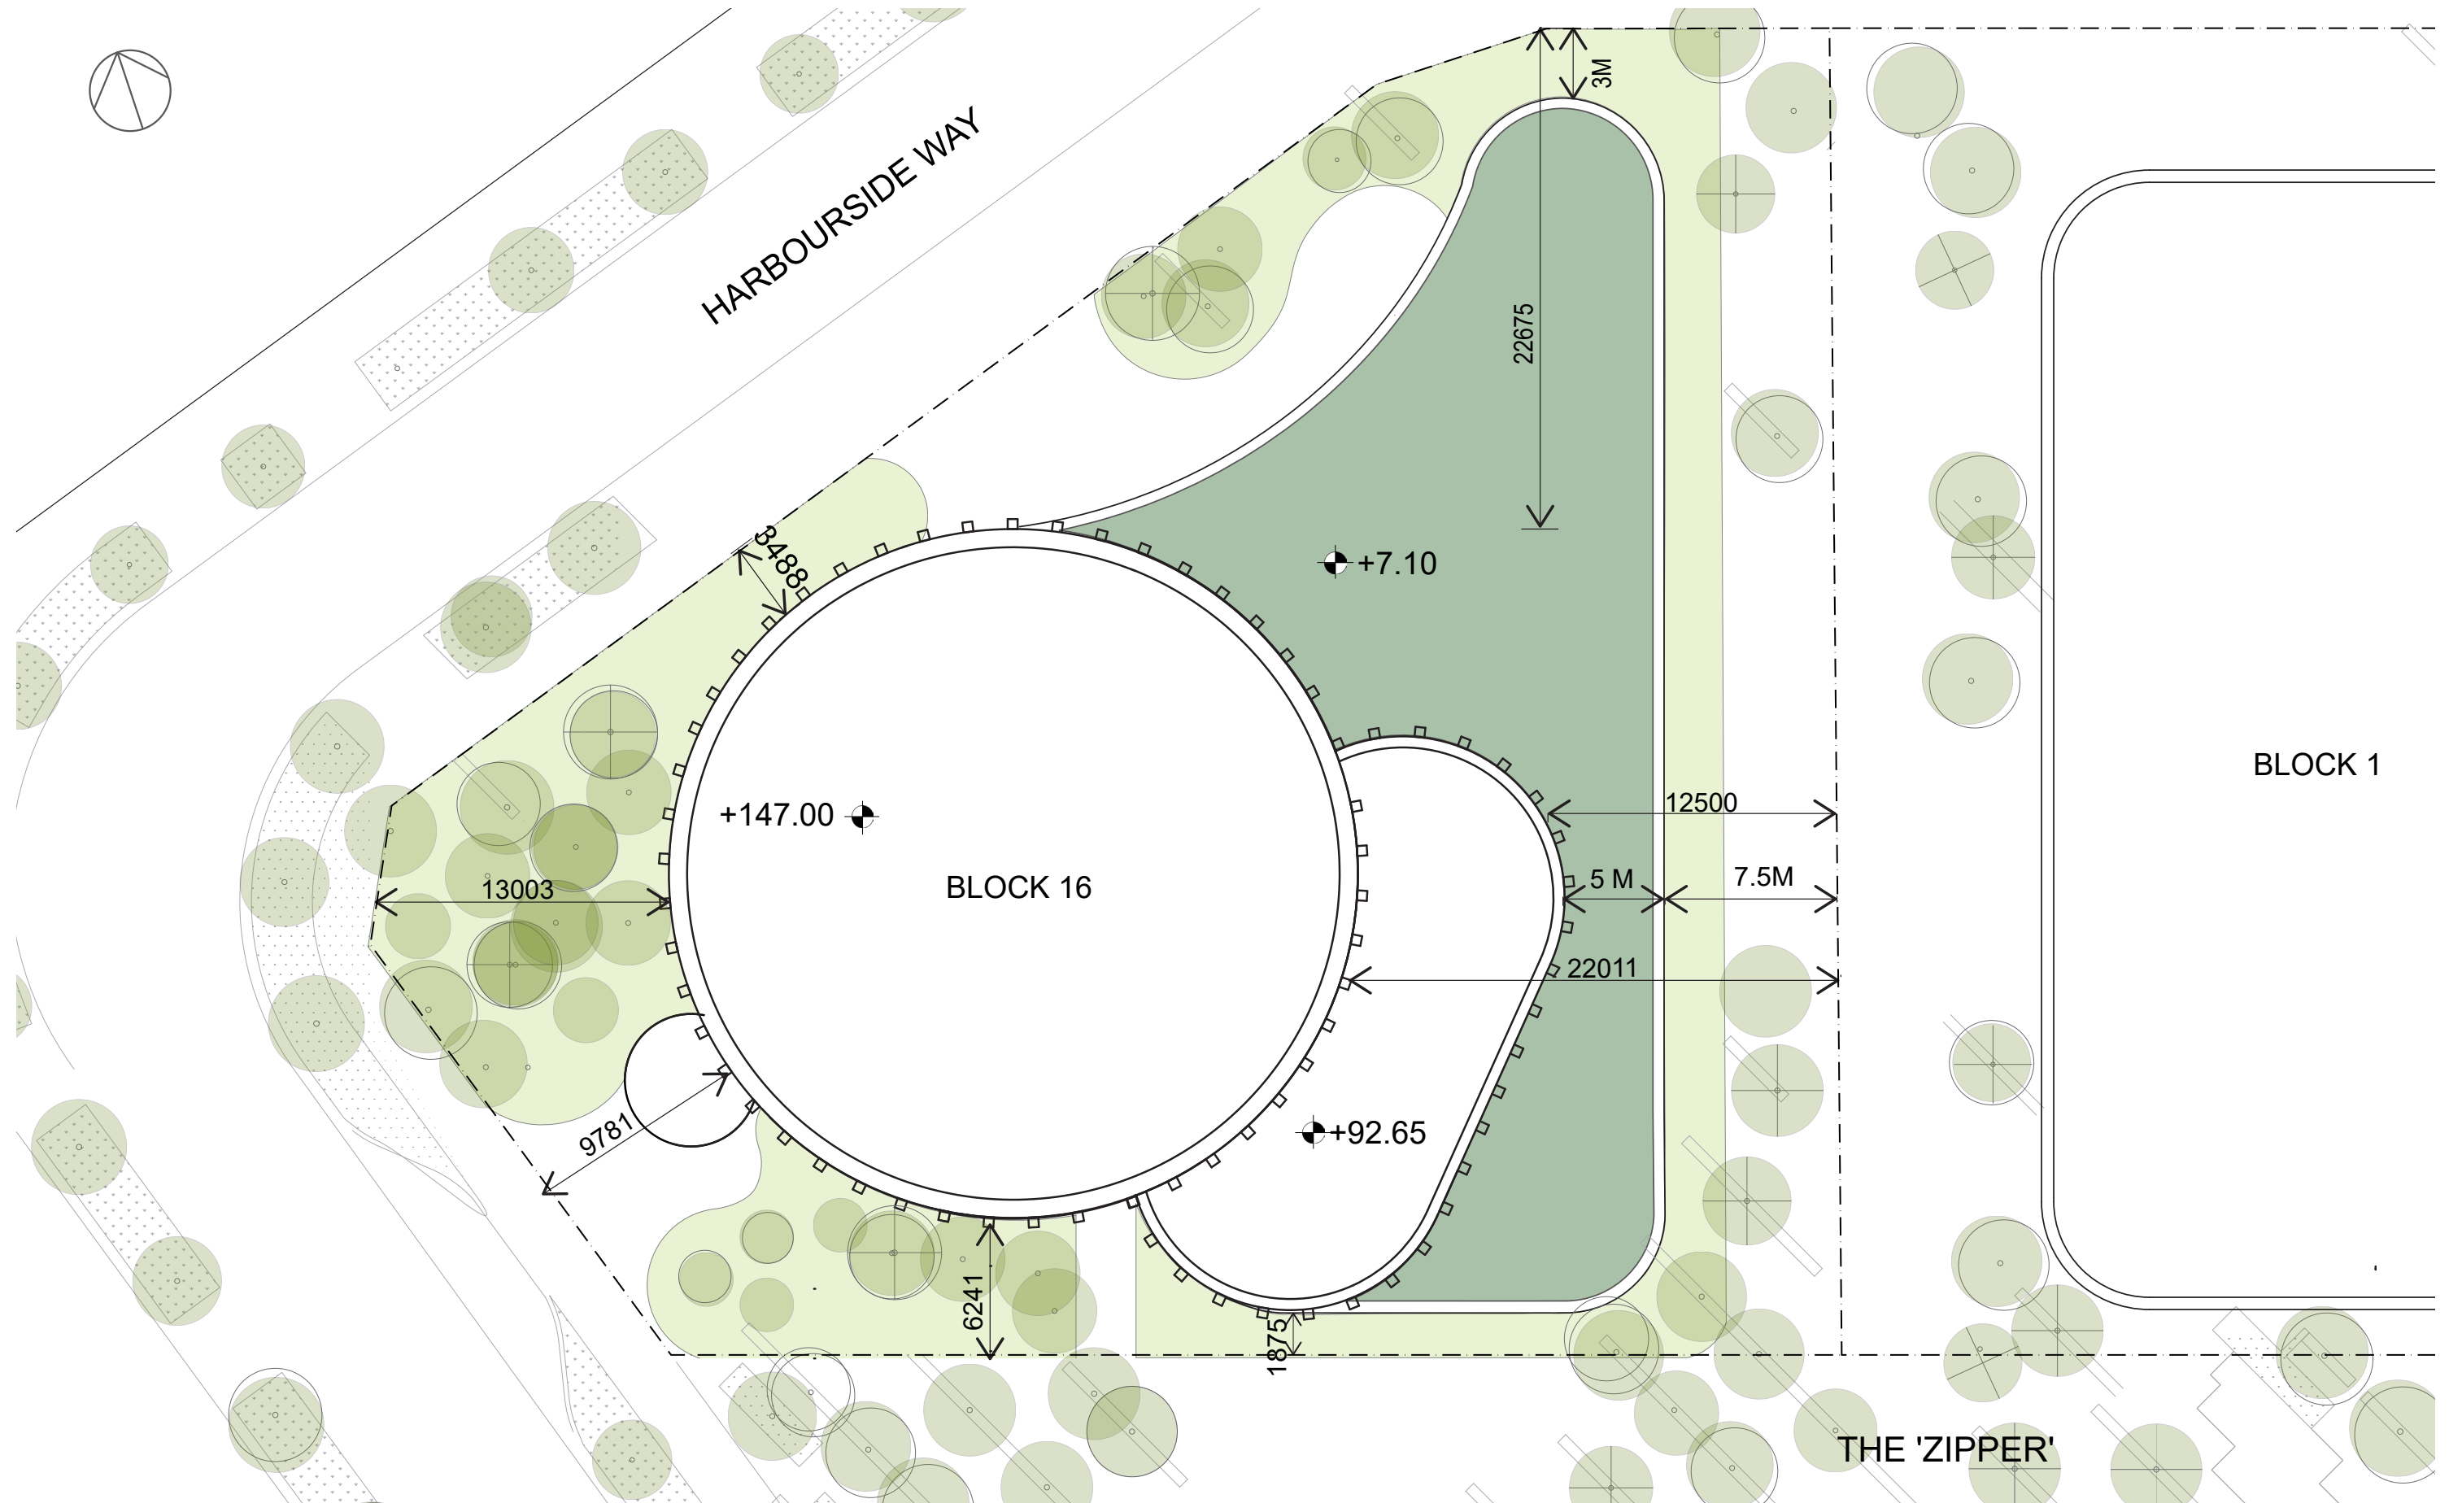 3M
HARBOURSIDE WAY
22675
3488
+7.10
BLOCK 1
12500
+147.00
5 M
7.5M
13003
BLOCK 16
22011
9781
+92.65
6241
1875
THE 'ZIPPER'